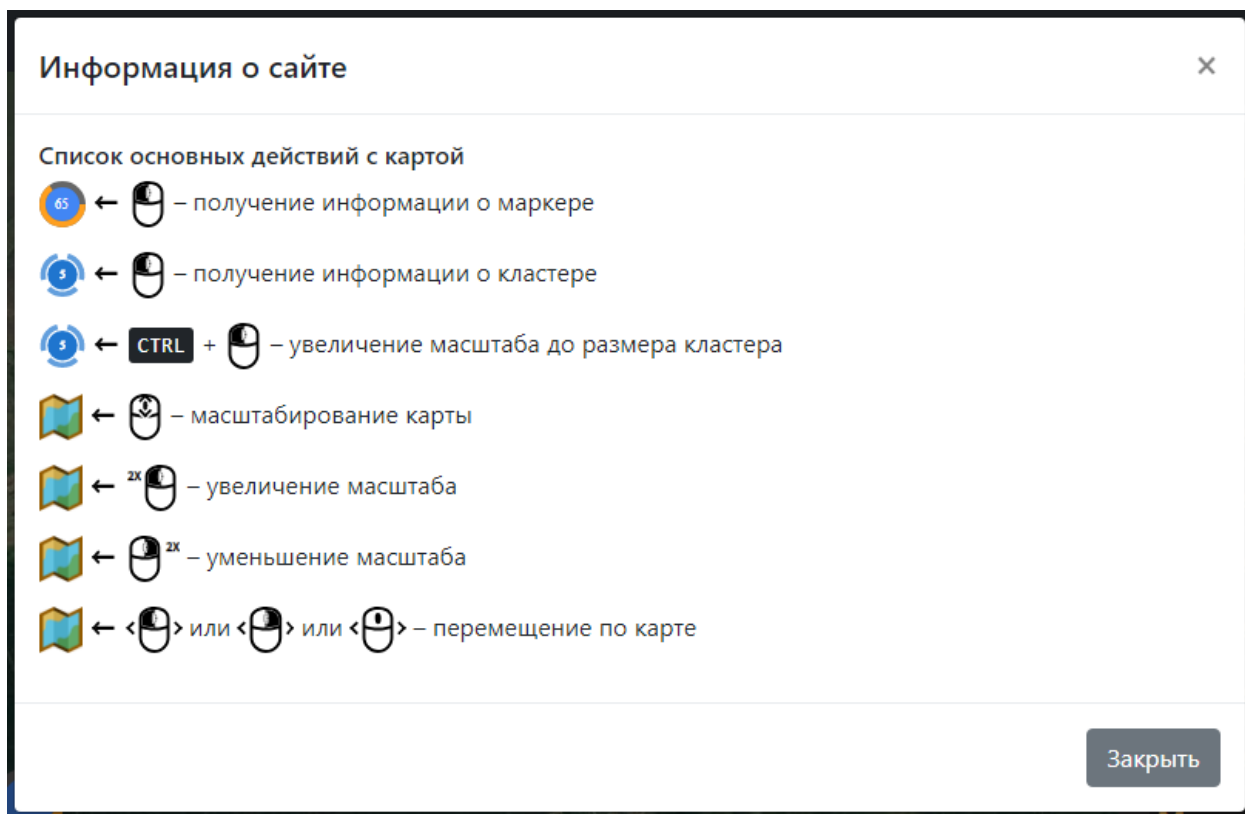 Информация о сайте ×
Список основных действий с картой
65 ← – получение информации о маркере
5 ← – получение информации о кластере
5 ← CTRL + – увеличение масштаба до размера кластера
← – масштабирование карты
← 2X – увеличение масштаба
← 2X – уменьшение масштаба
← < > или < > или < > – перемещение по карте
Закрыть